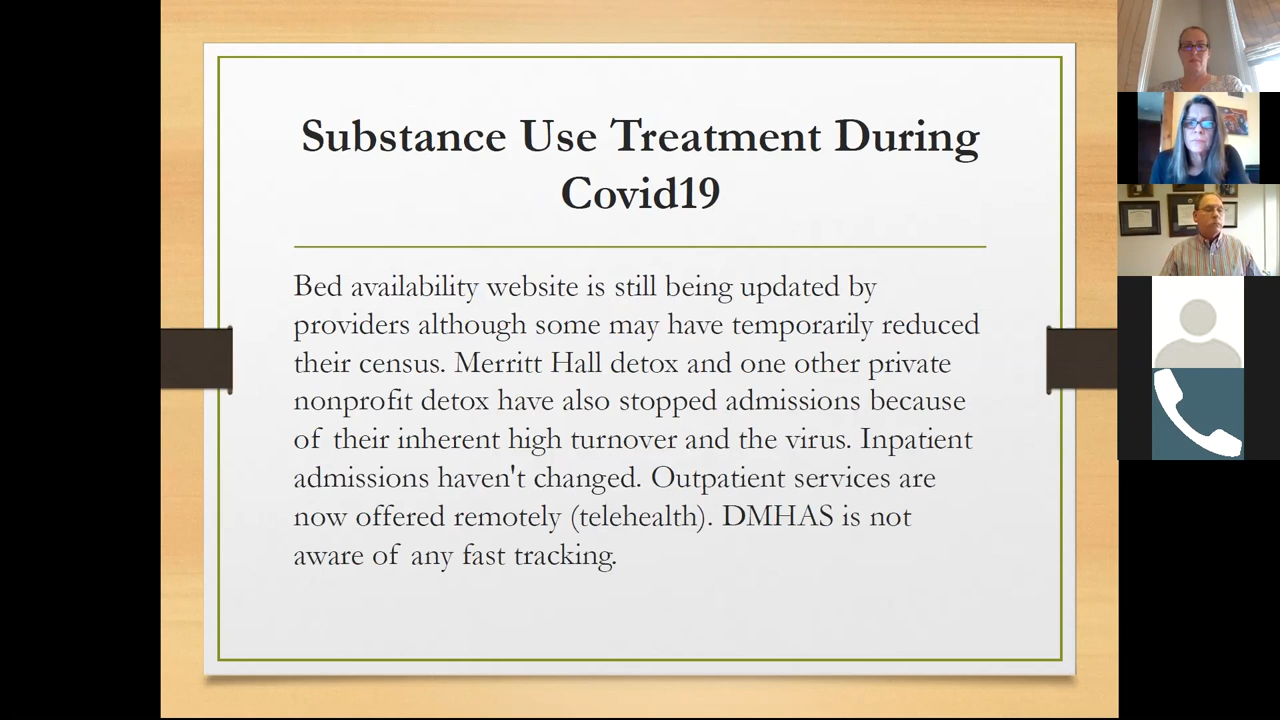 Substance Use Treatment During
Covid19
Bed availability website is still being updated by
providers although some may have temporarily reduced
their census. Merritt Hall detox and one other private
nonprofit detox have also stopped admissions because
of their inherent high turnover and the virus. Inpatient
admissions haven't changed. Outpatient services are
now offered remotely (telehealth). DMHAS is not
aware of any fast tracking.